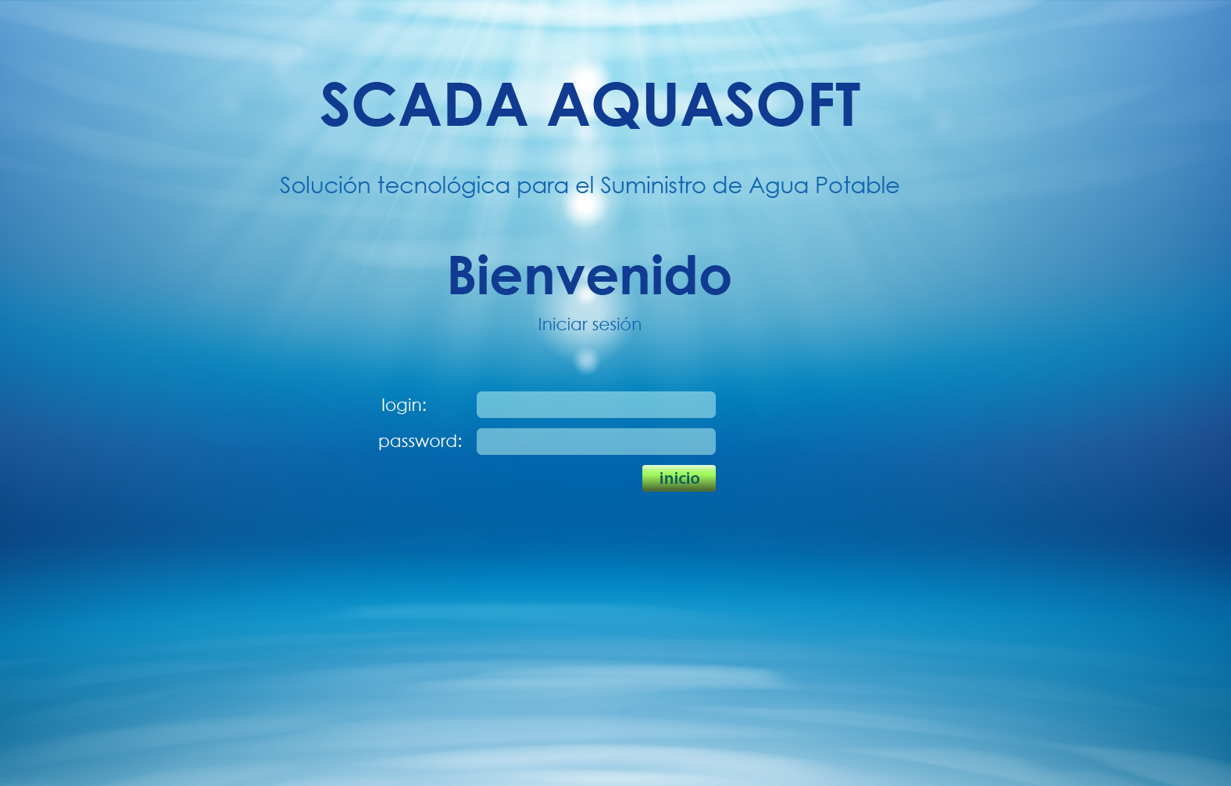 SCADA AQUASOFT
Solución tecnológica para el Suministro de Agua Potable
Bienvenido
Iniciar sesión
login:
password:
inicio